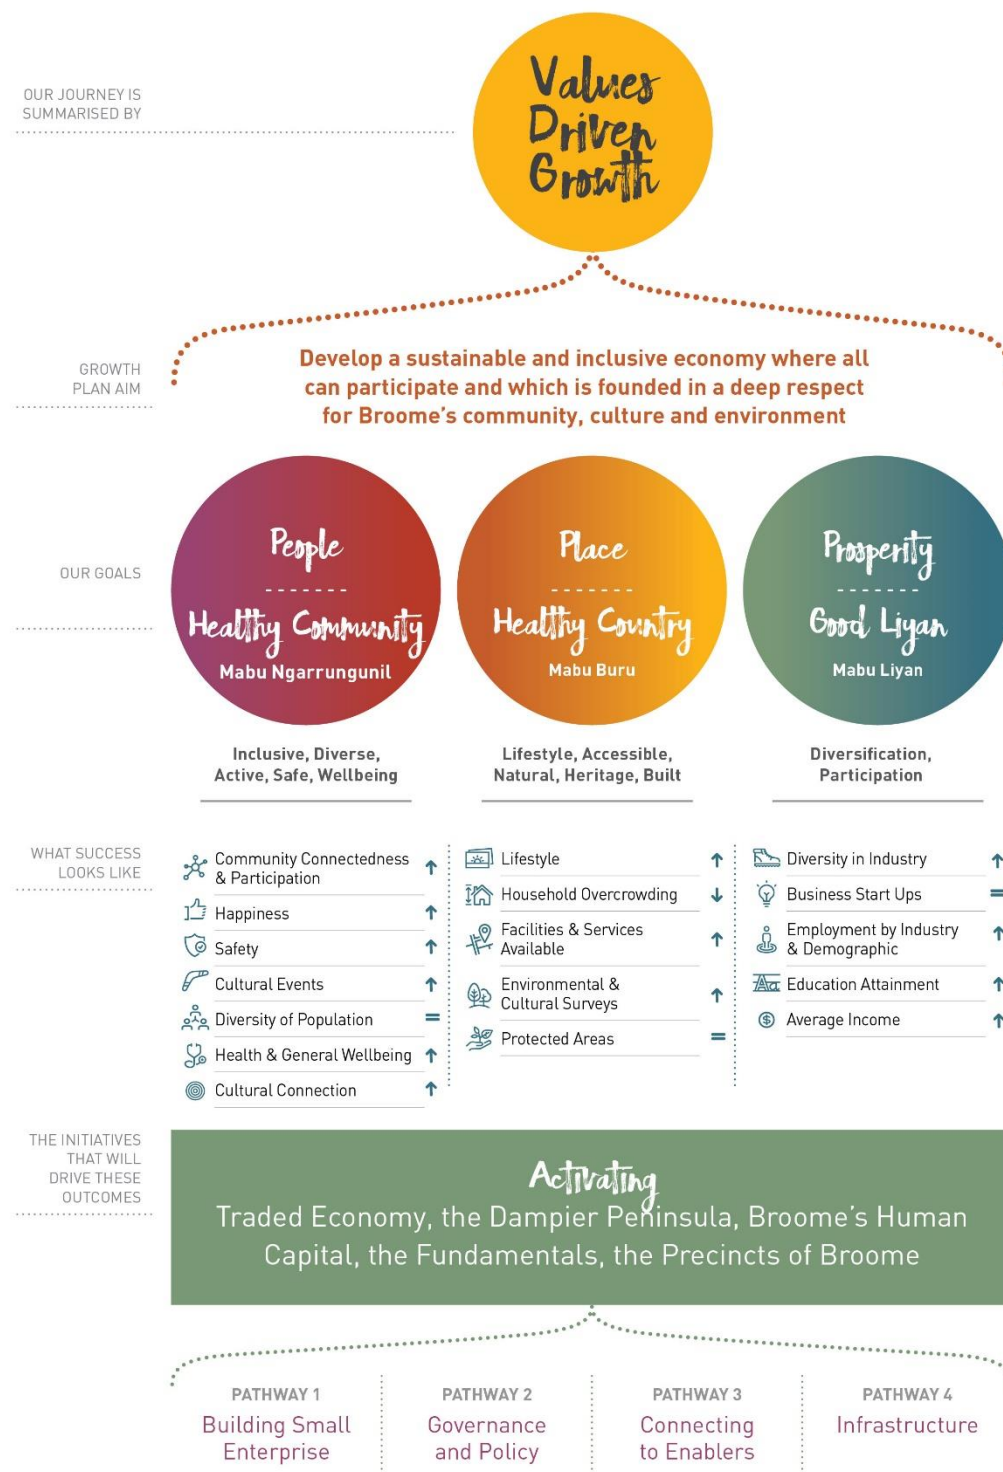 OUR JOURNEY IS
SUMMARISED BY
Values
Driven
Growth
GROWTH
PLAN AIM
Develop a sustainable and inclusive economy where all
can participate and which is founded in a deep respect
for Broome's community, culture and environment
OUR GOALS
People
Healthy Community
Mabu Ngarrungunil
Inclusive, Diverse,
Active, Safe, Wellbeing
Place
Healthy Country
Mabu Buru
Lifestyle, Accessible,
Natural, Heritage, Built
Prosperity
Good Liyan
Mabu Liyan
Diversification,
Participation
WHAT SUCCESS
LOOKS LIKE
Community Connectedness
& Participation
Happiness
Safety
Cultural Events
Diversity of Population =
Health & General Wellbeing
Cultural Connection
Lifestyle
Household Overcrowding
Facilities & Services
Available
Environmental &
Cultural Surveys
Protected Areas =
Diversity in Industry
Business Start Ups =
Employment by Industry
& Demographic
Aa Education Attainment
$ Average Income
THE INITIATIVES
THAT WILL
DRIVE THESE
OUTCOMES
Activating
Traded Economy, the Dampier Peninsula, Broome's Human
Capital, the Fundamentals, the Precincts of Broome
PATHWAY 1
Building Small
Enterprise
PATHWAY 2
Governance
and Policy
PATHWAY 3
Connecting
to Enablers
PATHWAY 4
Infrastructure